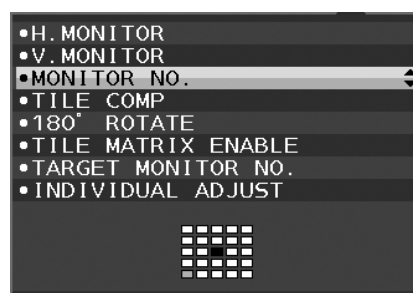 •H.MONITOR
•V.MONITOR
•MONITOR NO.
•TILE COMP
•180° ROTATE
•TILE MATRIX ENABLE
•TARGET MONITOR NO.
•INDIVIDUAL ADJUST